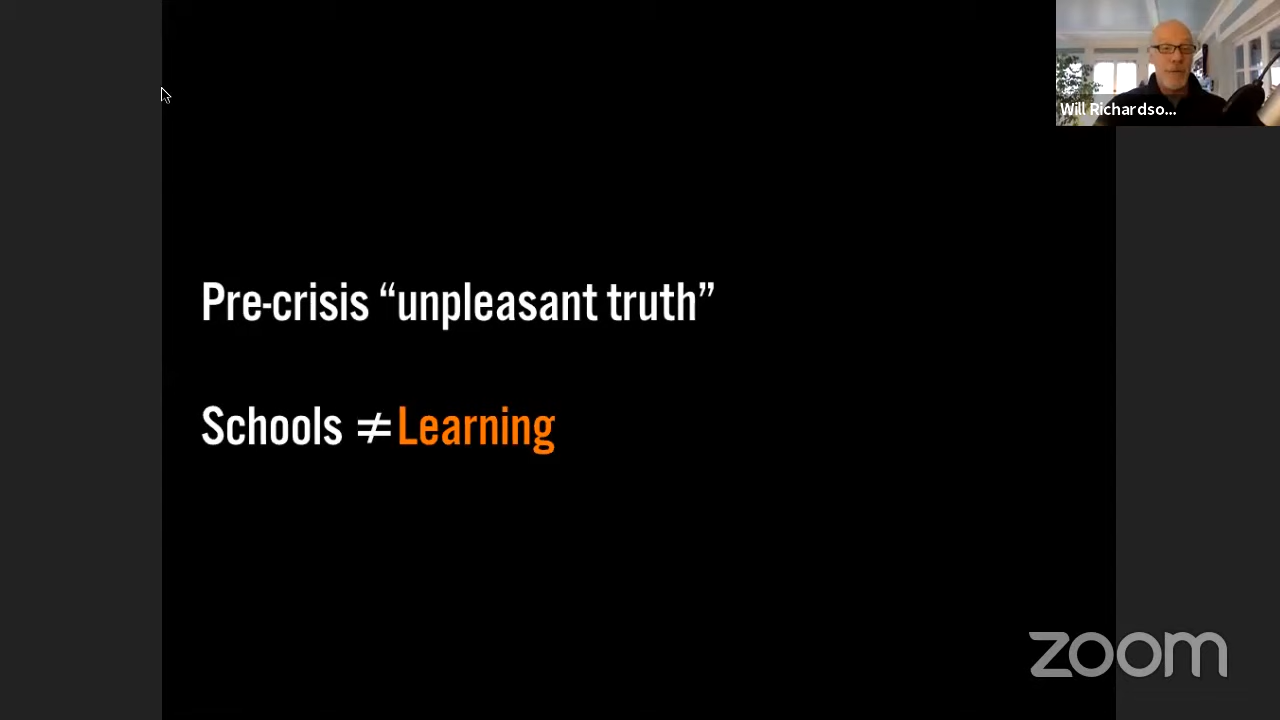 Will Richardso...
Pre-crisis “unpleasant truth”
Schools ≠ Learning
zoom